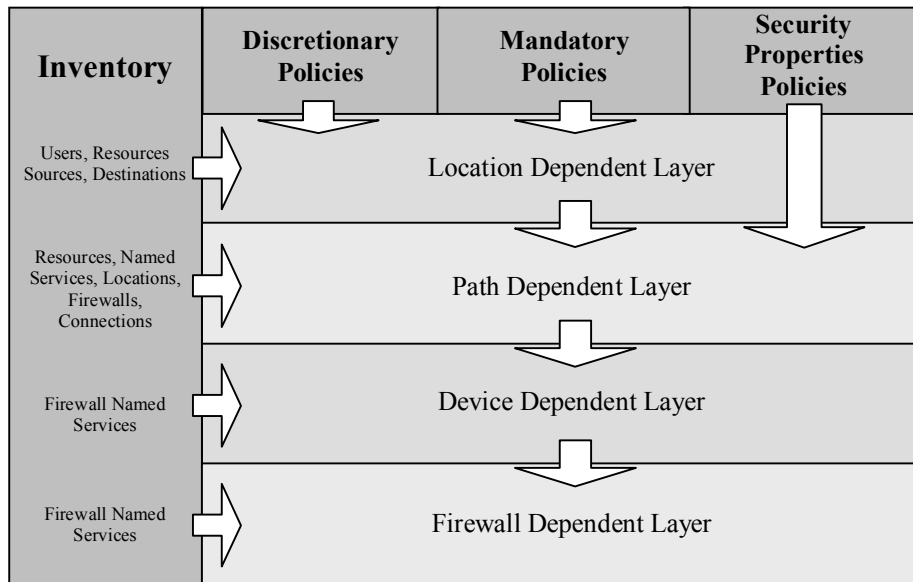 Inventory
Discretionary
Policies
Mandatory
Policies
Security
Properties
Policies
Users, Resources
Sources, Destinations
Location Dependent Layer
Resources, Named
Services, Locations,
Firewalls,
Connections
Path Dependent Layer
Firewall Named
Services
Device Dependent Layer
Firewall Named
Services
Firewall Dependent Layer